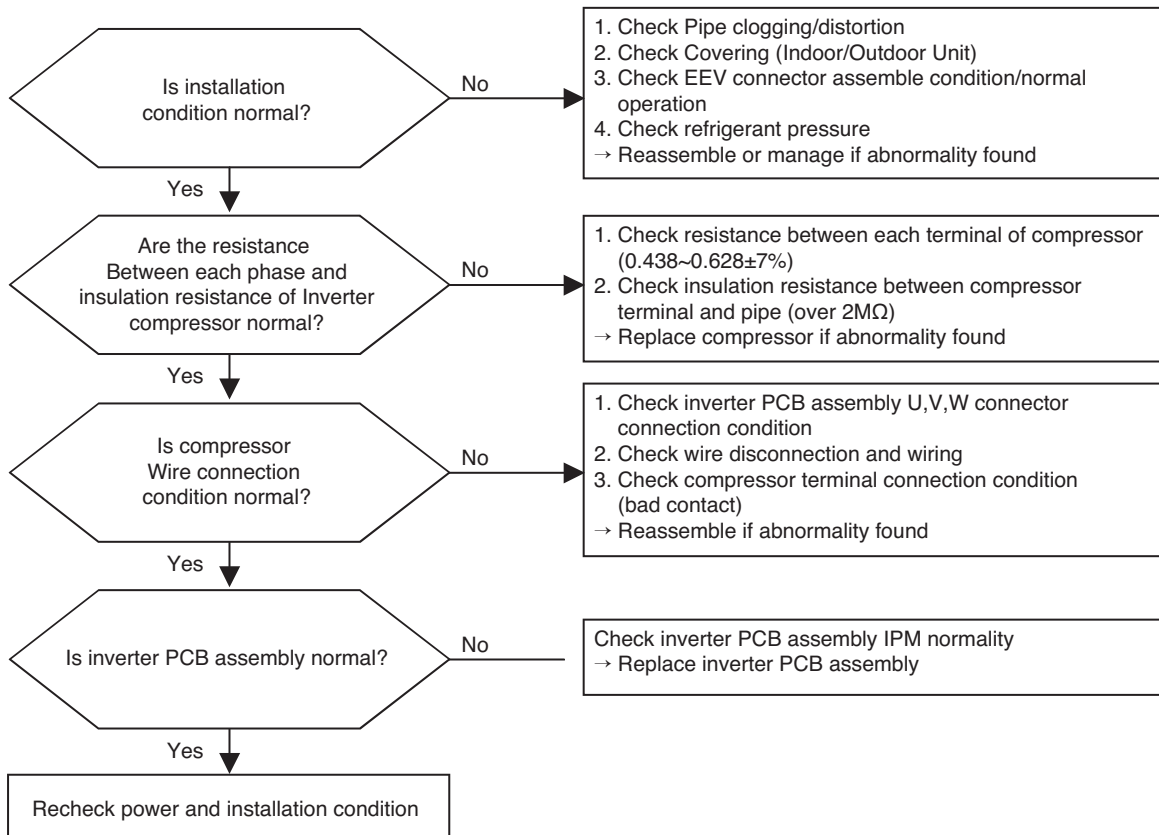 Is installation
condition normal?
No
1. Check Pipe clogging/distortion
2. Check Covering (Indoor/Outdoor Unit)
3. Check EEV connector assemble condition/normal
operation
4. Check refrigerant pressure
→ Reassemble or manage if abnormality found
Yes
Are the resistance
Between each phase and
insulation resistance of Inverter
compressor normal?
No
1. Check resistance between each terminal of compressor
(0.438~0.628±7%)
2. Check insulation resistance between compressor
terminal and pipe (over 2MΩ)
→ Replace compressor if abnormality found
Yes
Is compressor
Wire connection
condition normal?
No
1. Check inverter PCB assembly U,V,W connector
connection condition
2. Check wire disconnection and wiring
3. Check compressor terminal connection condition
(bad contact)
→ Reassemble if abnormality found
Yes
Is inverter PCB assembly normal?
No
Check inverter PCB assembly IPM normality
→ Replace inverter PCB assembly
Yes
Recheck power and installation condition